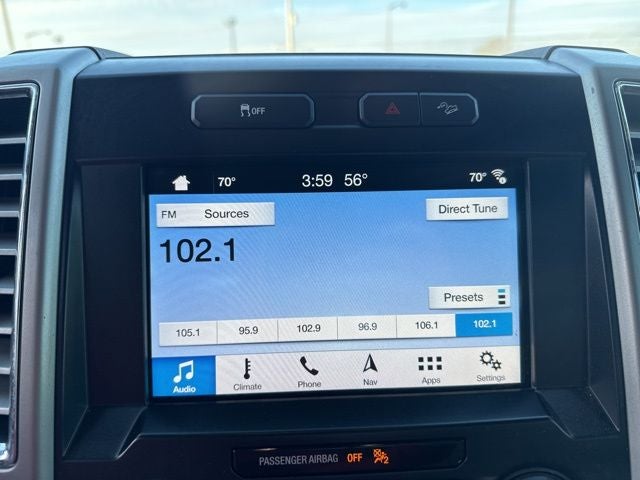 OFF
70° 3:59 56° 70°
FM Sources Direct Tune
102.1
Presets
105.1 95.9 102.9 96.9 106.1 102.1
Audio Climate Phone Nav Apps Settings
PASSENGER AIRBAG OFF 2